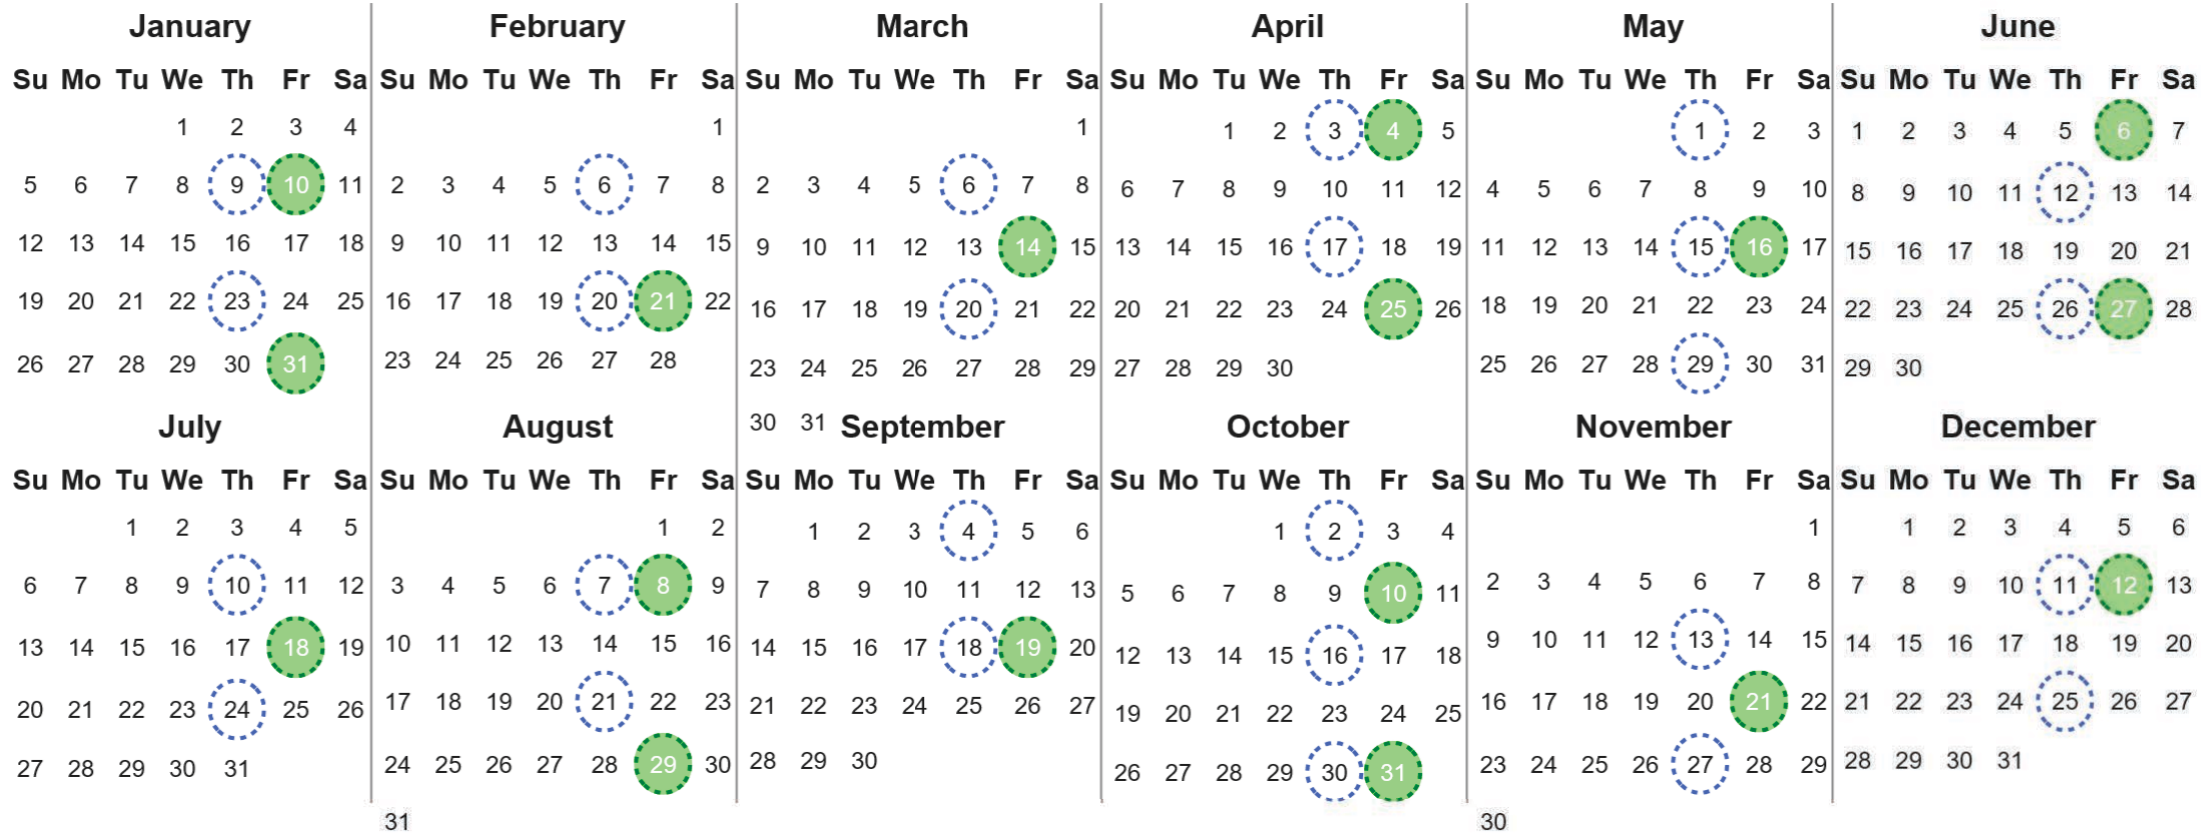 January
Su Mo Tu We Th Fr Sa
1 2 3 4
5 6 7 8 9 10 11
12 13 14 15 16 17 18
19 20 21 22 23 24 25
26 27 28 29 30 31
February
Su Mo Tu We Th Fr Sa
1
2 3 4 5 6 7 8
9 10 11 12 13 14 15
16 17 18 19 20 21 22
23 24 25 26 27 28
March
Su Mo Tu We Th Fr Sa
1
2 3 4 5 6 7 8
9 10 11 12 13 14 15
16 17 18 19 20 21 22
23 24 25 26 27 28 29
30 31
April
Su Mo Tu We Th Fr Sa
1 2 3 4 5
6 7 8 9 10 11 12
13 14 15 16 17 18 19
20 21 22 23 24 25 26
27 28 29 30
May
Su Mo Tu We Th Fr Sa
1 2 3
4 5 6 7 8 9 10
11 12 13 14 15 16 17
18 19 20 21 22 23 24
25 26 27 28 29 30 31
June
Su Mo Tu We Th Fr Sa
1 2 3 4 5 6 7
8 9 10 11 12 13 14
15 16 17 18 19 20 21
22 23 24 25 26 27 28
29 30
July
Su Mo Tu We Th Fr Sa
1 2 3 4 5
6 7 8 9 10 11 12
13 14 15 16 17 18 19
20 21 22 23 24 25 26
27 28 29 30 31
August
Su Mo Tu We Th Fr Sa
1 2
3 4 5 6 7 8 9
10 11 12 13 14 15 16
17 18 19 20 21 22 23
24 25 26 27 28 29 30
31
September
Su Mo Tu We Th Fr Sa
1 2 3 4 5 6
7 8 9 10 11 12 13
14 15 16 17 18 19 20
21 22 23 24 25 26 27
28 29 30
October
Su Mo Tu We Th Fr Sa
1 2 3 4
5 6 7 8 9 10 11
12 13 14 15 16 17 18
19 20 21 22 23 24 25
26 27 28 29 30 31
November
Su Mo Tu We Th Fr Sa
1
2 3 4 5 6 7 8
9 10 11 12 13 14 15
16 17 18 19 20 21 22
23 24 25 26 27 28 29
30
December
Su Mo Tu We Th Fr Sa
1 2 3 4 5 6
7 8 9 10 11 12 13
14 15 16 17 18 19 20
21 22 23 24 25 26 27
28 29 30 31